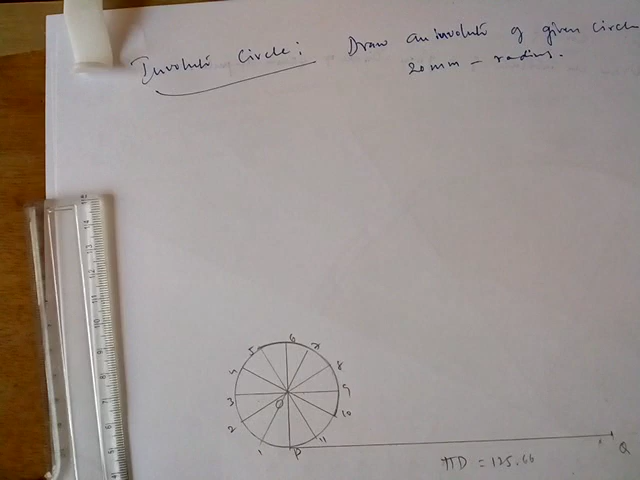 Involute Circle: Draw an involute of given Circle
20mm - radius.
6
5 7
4 8
3 9
O
2 10
1 P 11
πD = 125.66 Q